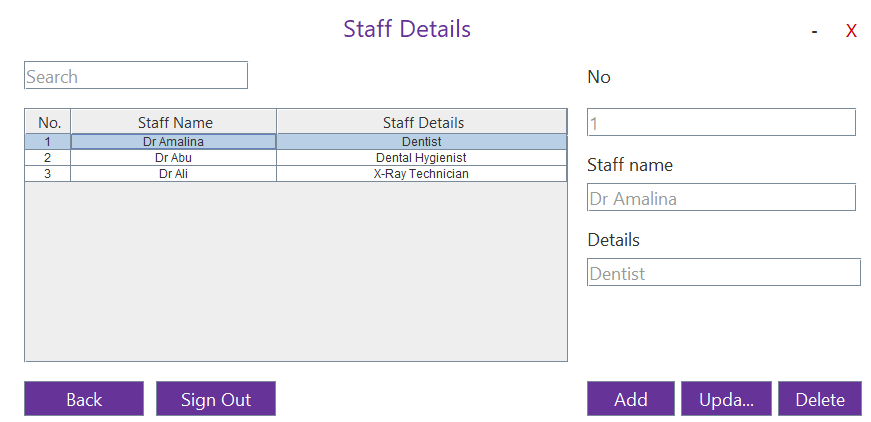 Staff Details
- X
Search
No. Staff Name Staff Details
1 Dr Amalina Dentist
2 Dr Abu Dental Hygienist
3 Dr Ali X-Ray Technician
No
1
Staff name
Dr Amalina
Details
Dentist
Back Sign Out
Add Upda... Delete